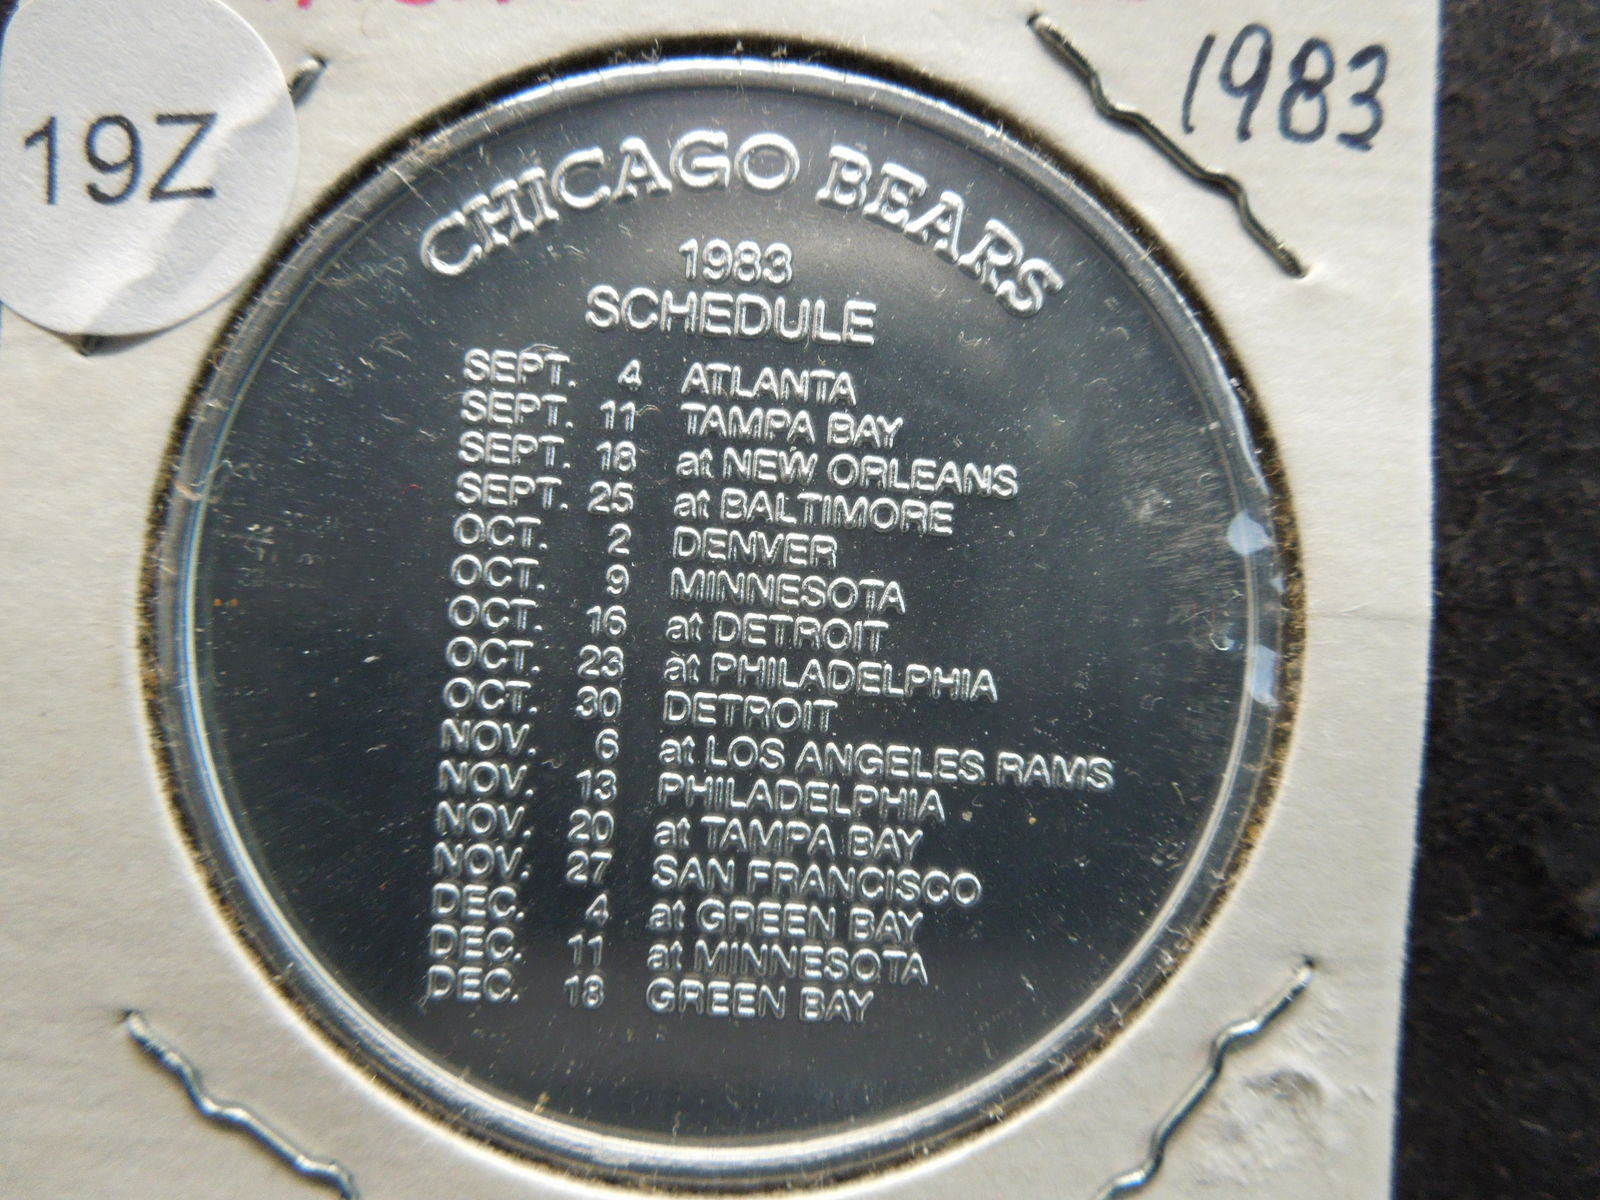 19Z
1983
CHICAGO BEARS
1983
SCHEDULE
SEPT. 4 ATLANTA
SEPT. 11 TAMPA BAY
SEPT. 18 at NEW ORLEANS
SEPT. 25 at BALTIMORE
OCT. 2 DENVER
OCT. 9 MINNESOTA
OCT. 16 at DETROIT
OCT. 23 at PHILADELPHIA
OCT. 30 DETROIT
NOV. 6 at LOS ANGELES RAMS
NOV. 13 PHILADELPHIA
NOV. 20 at TAMPA BAY
NOV. 27 SAN FRANCISCO
DEC. 4 at GREEN BAY
DEC. 11 at MINNESOTA
DEC. 18 GREEN BAY